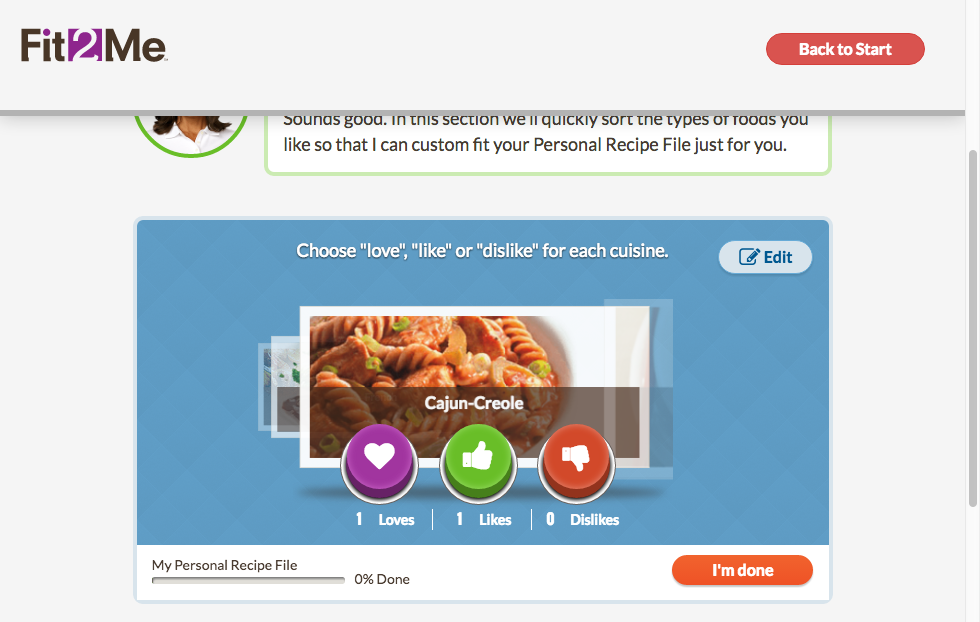 Fit2Me
Back to Start
Sounds good. In this section we'll quickly sort the types of foods you
like so that I can custom fit your Personal Recipe File just for you.
Choose "love", "like" or "dislike" for each cuisine.
Edit
Cajun-Creole
1 Loves 1 Likes 0 Dislikes
My Personal Recipe File
0% Done
I'm done